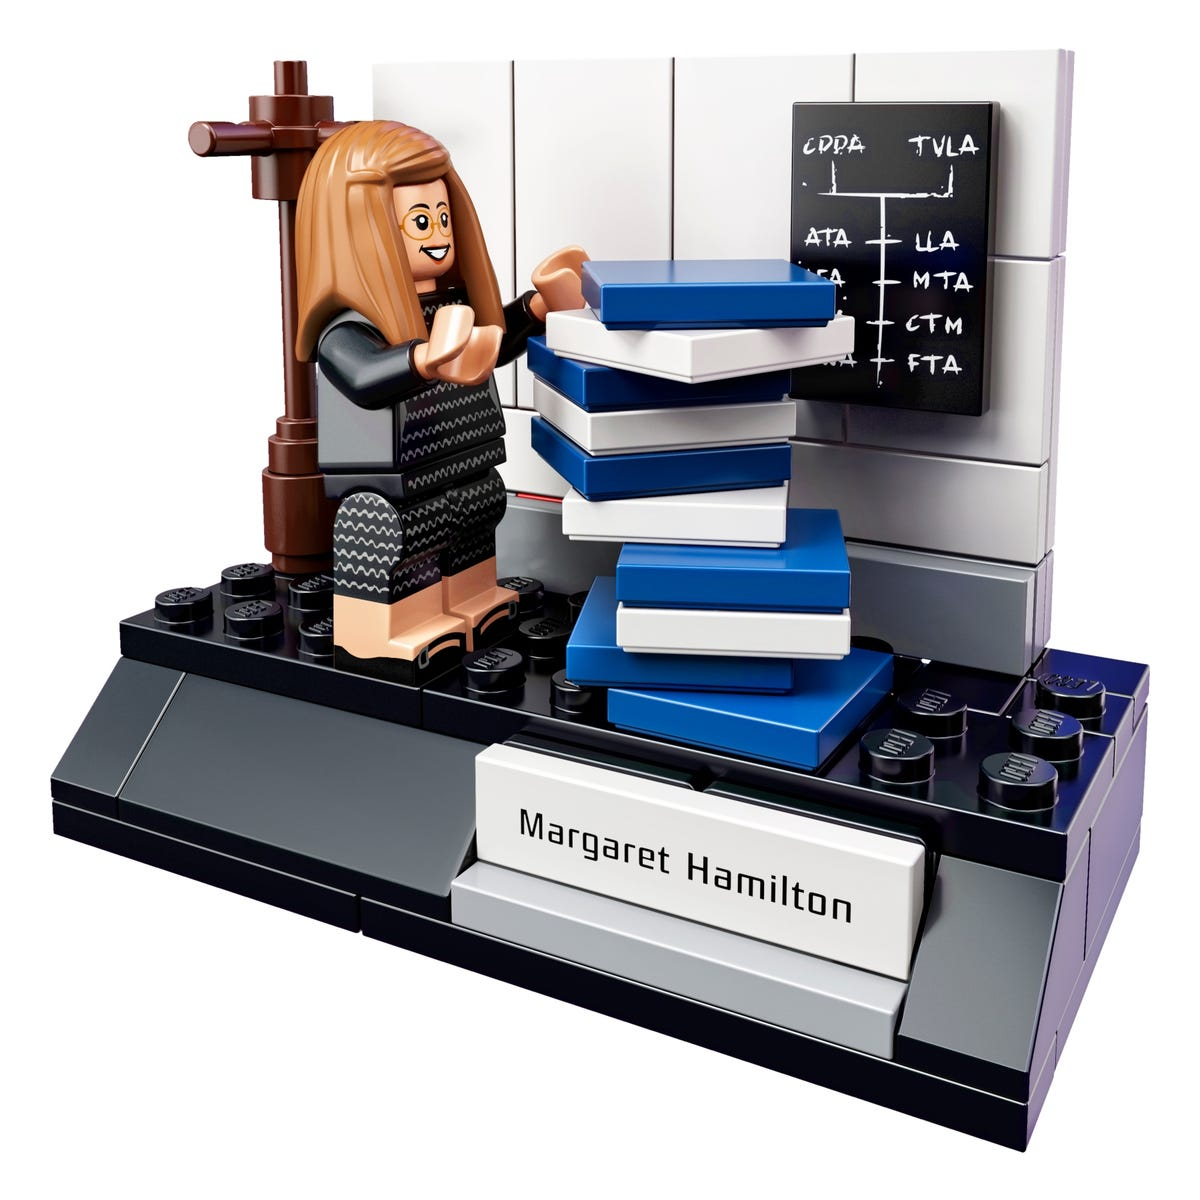 CDDA TVLA
ATA LLA
MTA
CTM
FTA
Margaret Hamilton